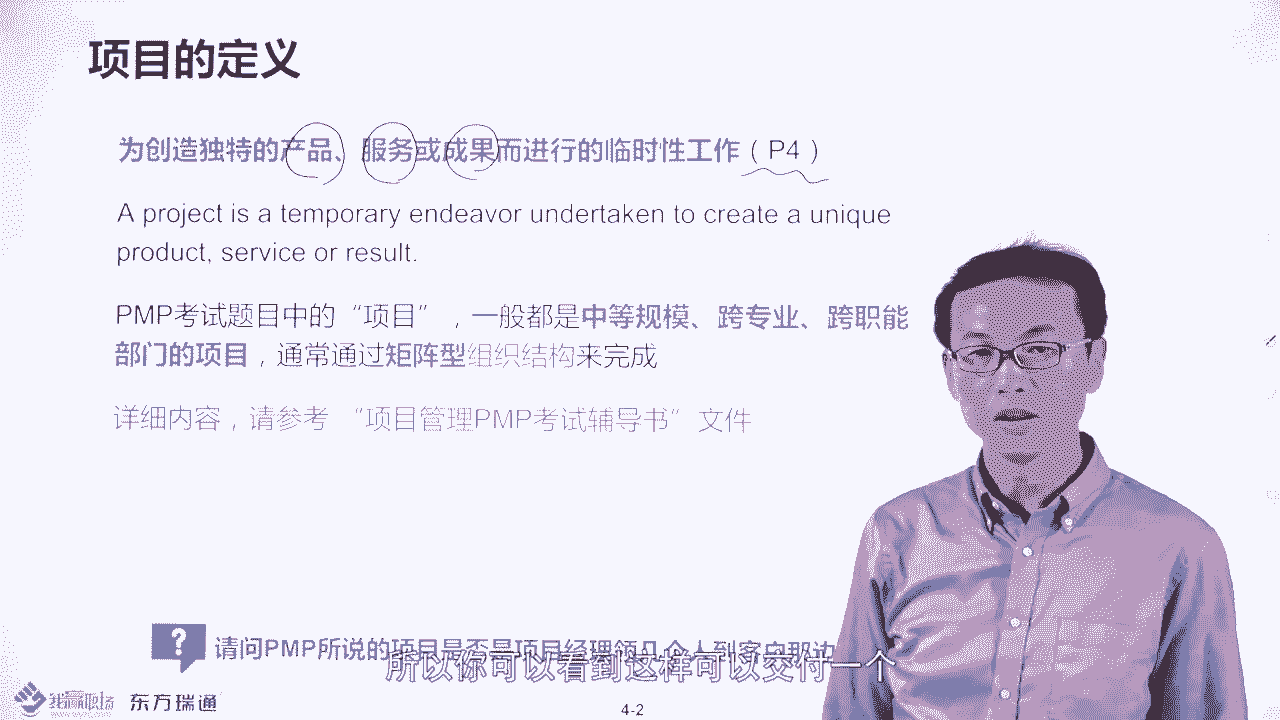 项目的定义
为创造独特的产品、服务或成果而进行的临时性工作（P4）
A project is a temporary endeavor undertaken to create a unique
product, service or result.
PMP考试题目中的“项目”，一般都是中等规模、跨专业、跨职能
部门的项目，通常通过矩阵型组织结构来完成
详细内容，请参考 “项目管理PMP考试辅导书” 文件
?
请问PMP所说的项目是否是项目经理领几个人到客户那边
所以你可以看到这样可以交付一个
我赢职场 东方瑞通
4-2